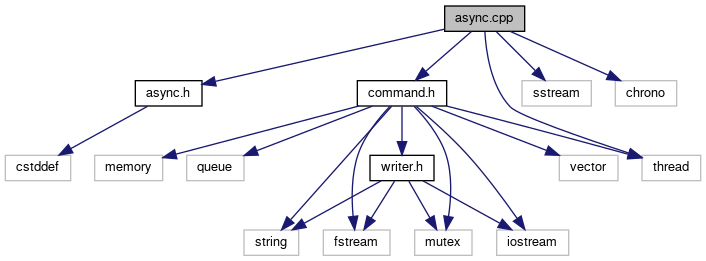 async.cpp
async.h
command.h
sstream
chrono
cstddef
memory
queue
writer.h
vector
thread
string
fstream
mutex
iostream